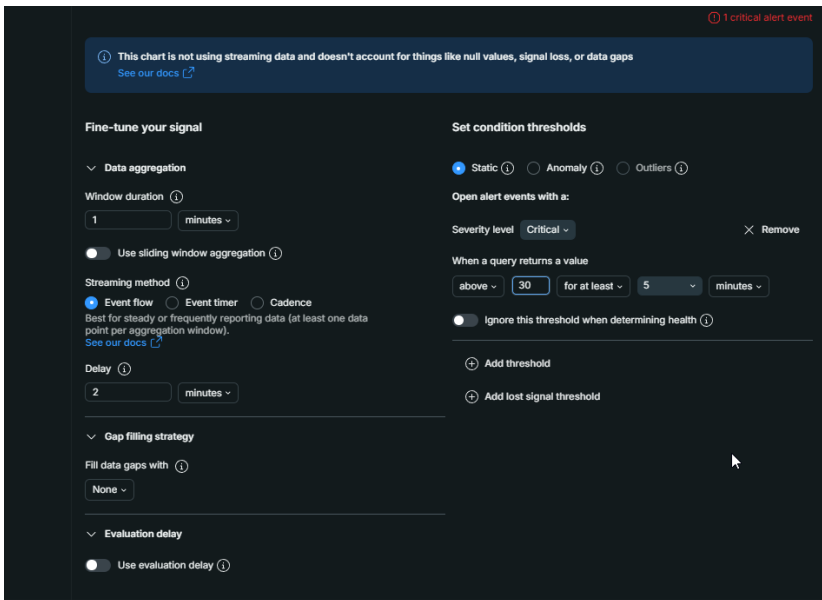 1 critical alert event
This chart is not using streaming data and doesn't account for things like null values, signal loss, or data gaps
See our docs
Fine-tune your signal
Data aggregation
Window duration
1 minutes
Use sliding window aggregation
Streaming method
Event flow Event timer Cadence
Best for steady or frequently reporting data (at least one data
point per aggregation window).
See our docs
Delay
2 minutes
Gap filling strategy
Fill data gaps with
None
Evaluation delay
Use evaluation delay
Set condition thresholds
Static Anomaly Outliers
Open alert events with a:
Severity level Critical Remove
When a query returns a value
above 30 for at least 5 minutes
Ignore this threshold when determining health
Add threshold
Add lost signal threshold